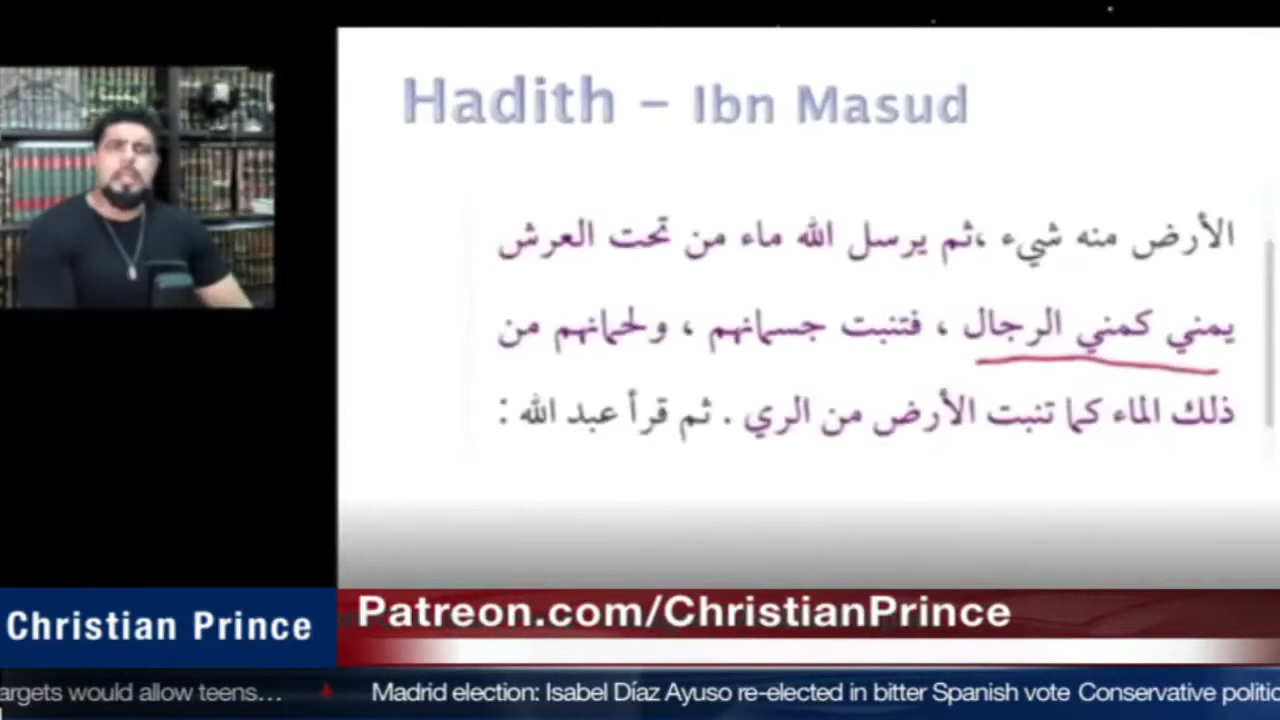 Hadith – Ibn Masud
الأرض منه شيء ،ثم يرسل الله ماء من تحت العرش
يمني كمني الرجال ، فتنبت جسمانهم ، ولحمانهم من
ذلك الماء كما تنبت الأرض من الري . ثم قرأ عبد الله :
Christian Prince
Patreon.com/ChristianPrince
argets would allow teens… Madrid election: Isabel Díaz Ayuso re-elected in bitter Spanish vote Conservative politic